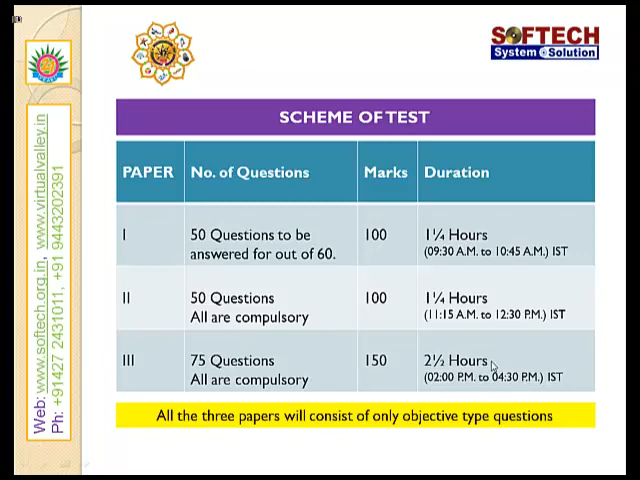 SOFTECH
System Solution
Web: www.softech.org.in, www.virtualvalley.in
Ph: +91427 2431011, +91 9443202391
SCHEME OF TEST
PAPER No. of Questions Marks Duration
I 50 Questions to be answered for out of 60. 100 1¼ Hours
(09:30 A.M. to 10:45 A.M.) IST
II 50 Questions All are compulsory 100 1¼ Hours
(11:15 A.M. to 12:30 P.M.) IST
III 75 Questions All are compulsory 150 2½ Hours
(02:00 P.M. to 04:30 P.M.) IST
All the three papers will consist of only objective type questions